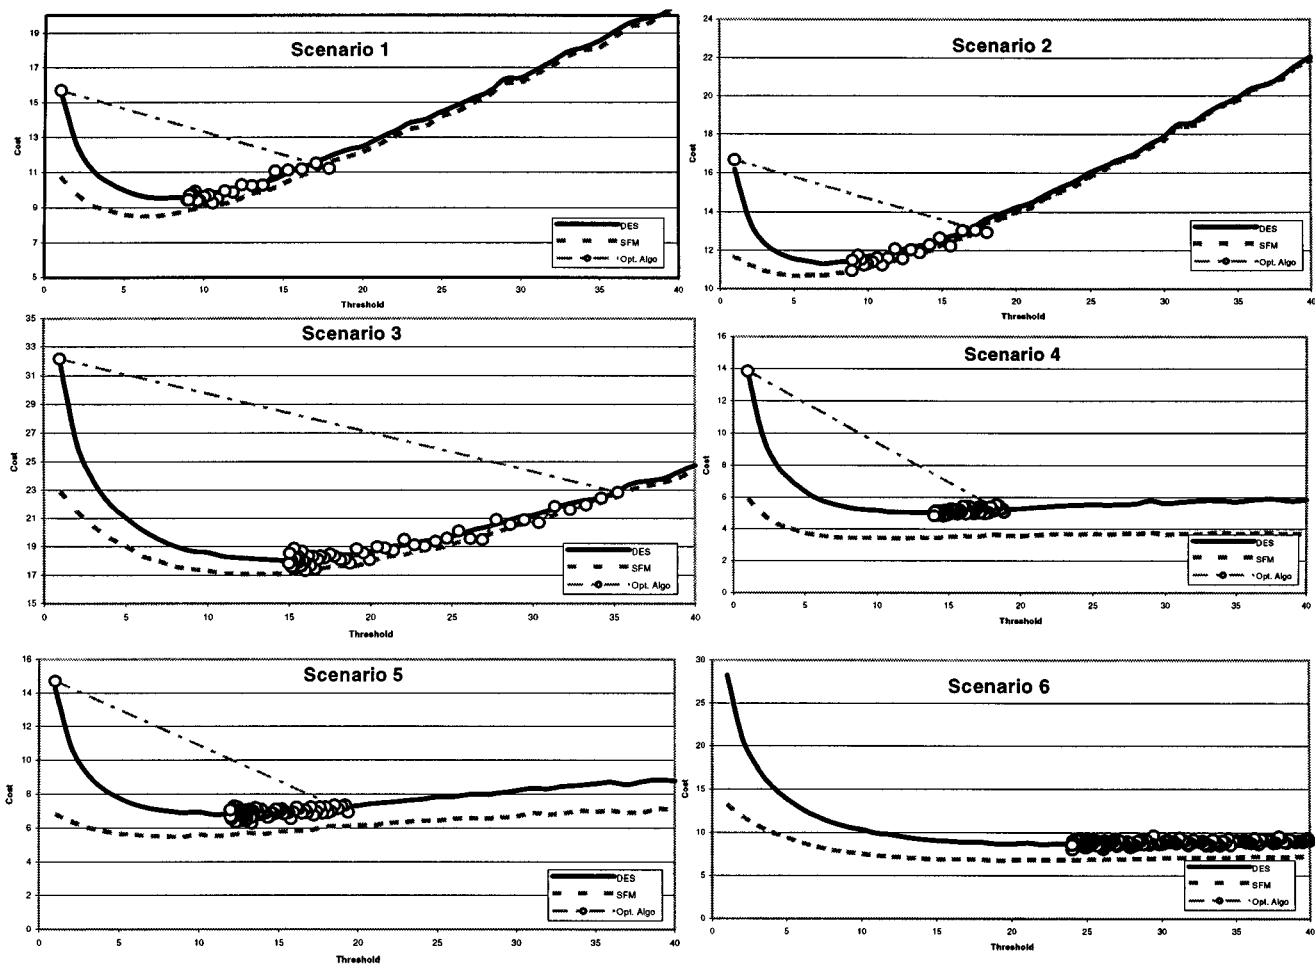 Scenario 1
Cost
19
17
15
13
11
9
7
5
0 5 10 15 20 25 30 35 40
Threshold
DES
SFM
Opt. Algo
Scenario 2
Cost
24
22
20
18
16
14
12
10
0 5 10 15 20 25 30 35 40
Threshold
DES
SFM
Opt. Algo
Scenario 3
Cost
35
33
31
29
27
25
23
21
19
17
15
0 5 10 15 20 25 30 35 40
Threshold
DES
SFM
Opt. Algo
Scenario 4
Cost
16
14
12
10
8
6
4
2
0
0 5 10 15 20 25 30 35 40
Threshold
DES
SFM
Opt. Algo
Scenario 5
Cost
16
14
12
10
8
6
4
2
0
0 5 10 15 20 25 30 35 40
Threshold
DES
SFM
Opt. Algo
Scenario 6
Cost
30
25
20
15
10
5
0
0 5 10 15 20 25 30 35 40
Threshold
DES
SFM
Opt. Algo